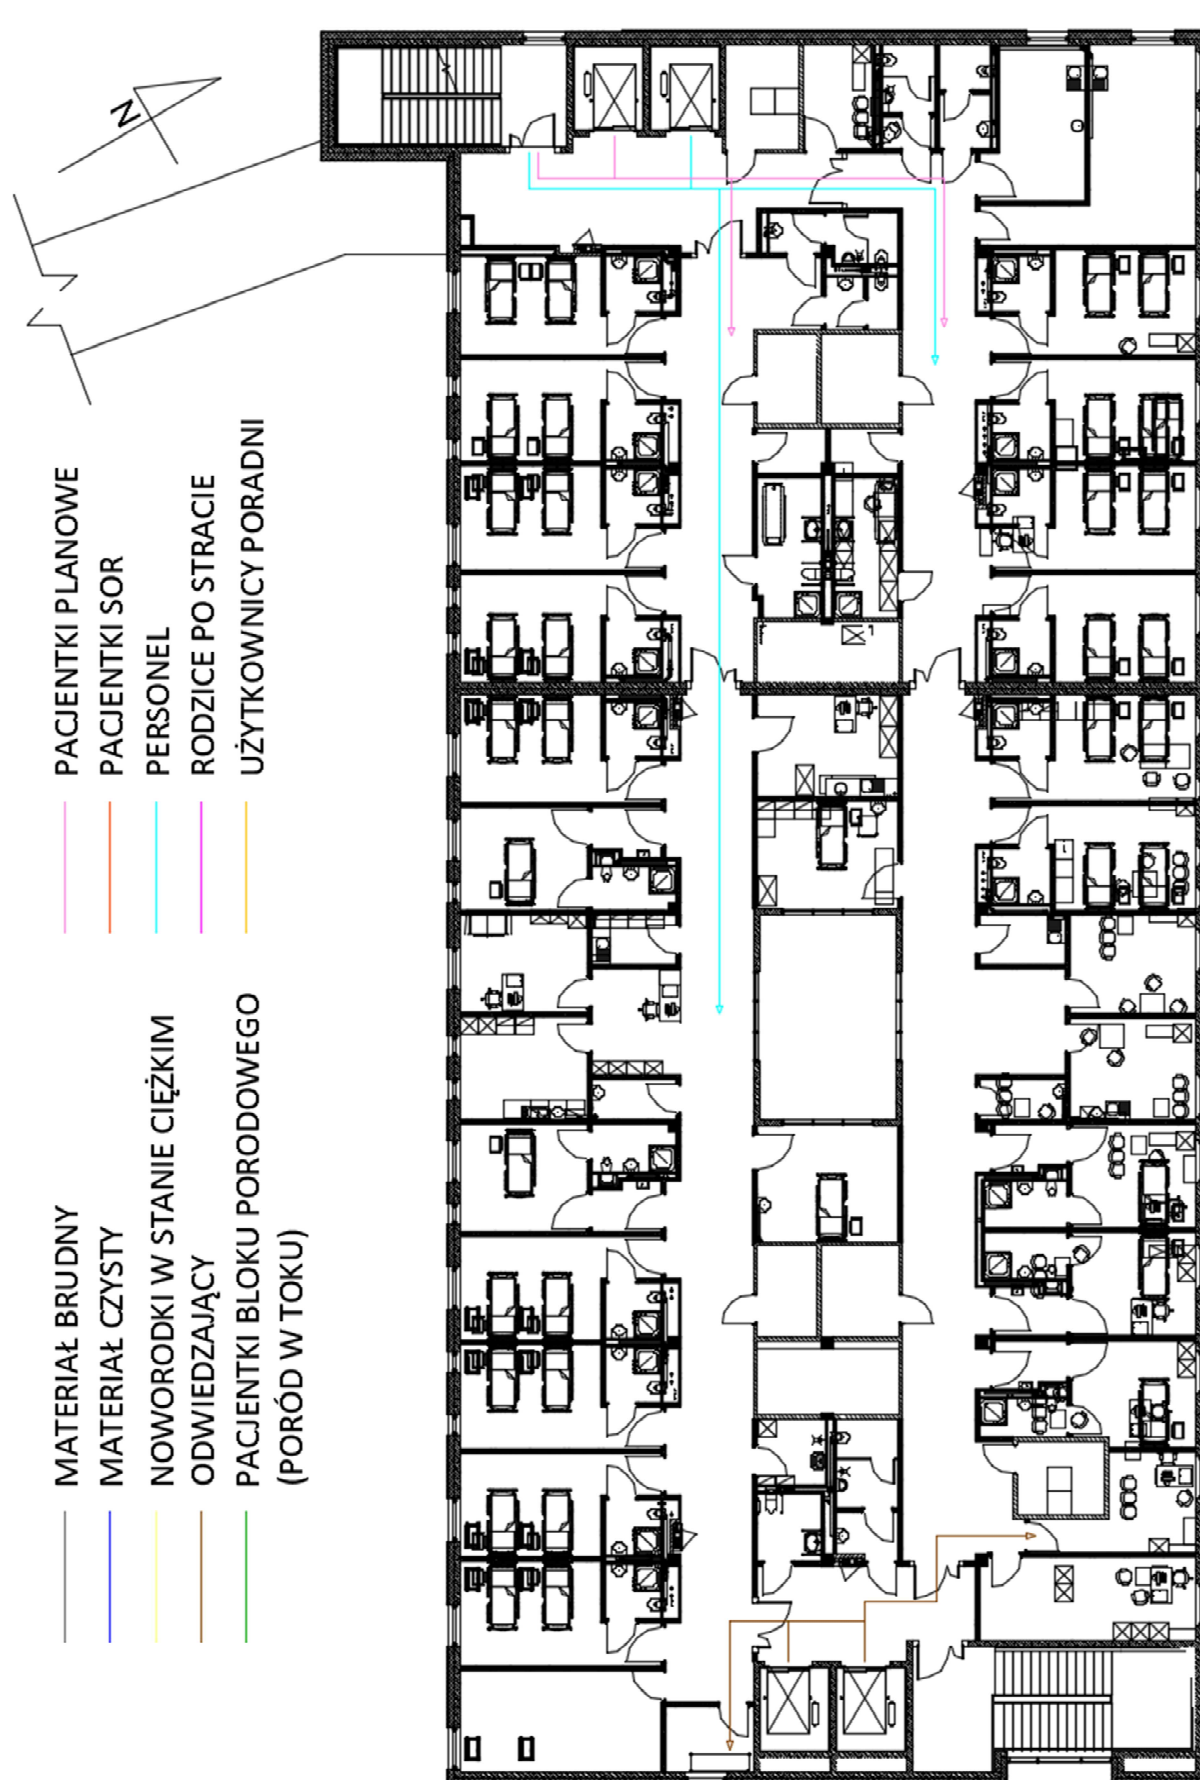 N
PACJENTKI PLANOWE
PACJENTKI SOR
PERSONEL
RODZICE PO STRACIE
UŻYTKOWNICY PORADNI
MATERIAŁ BRUDNY
MATERIAŁ CZYSTY
NOWORODKI W STANIE CIĘŻKIM
ODWIEDZAJĄCY
PACJENTKI BLOKU PORODOWEGO
(PORÓD W TOKU)